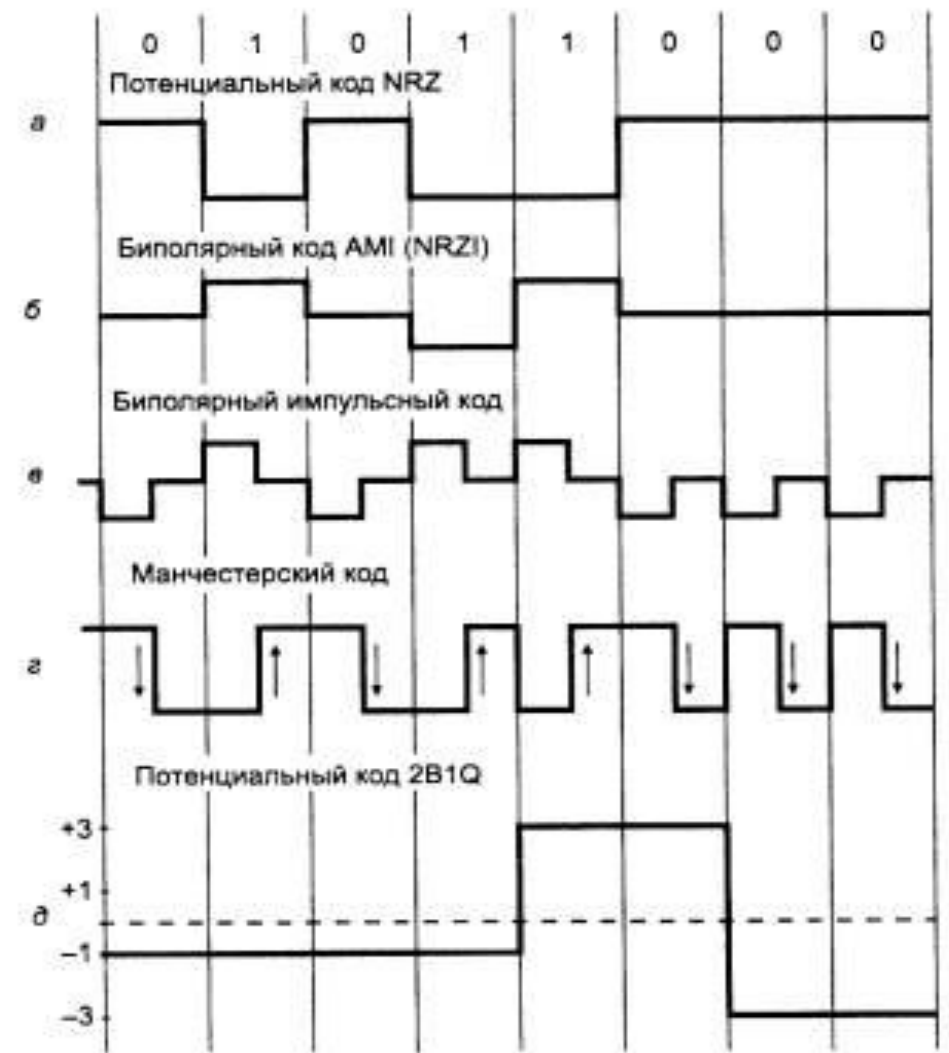 0 1 0 1 1 0 0 0
Потенциальный код NRZ
а
Биполярный код AMI (NRZI)
б
Биполярный импульсный код
в
Манчестерский код
г
Потенциальный код 2B1Q
+3
+1
д
–1
–3